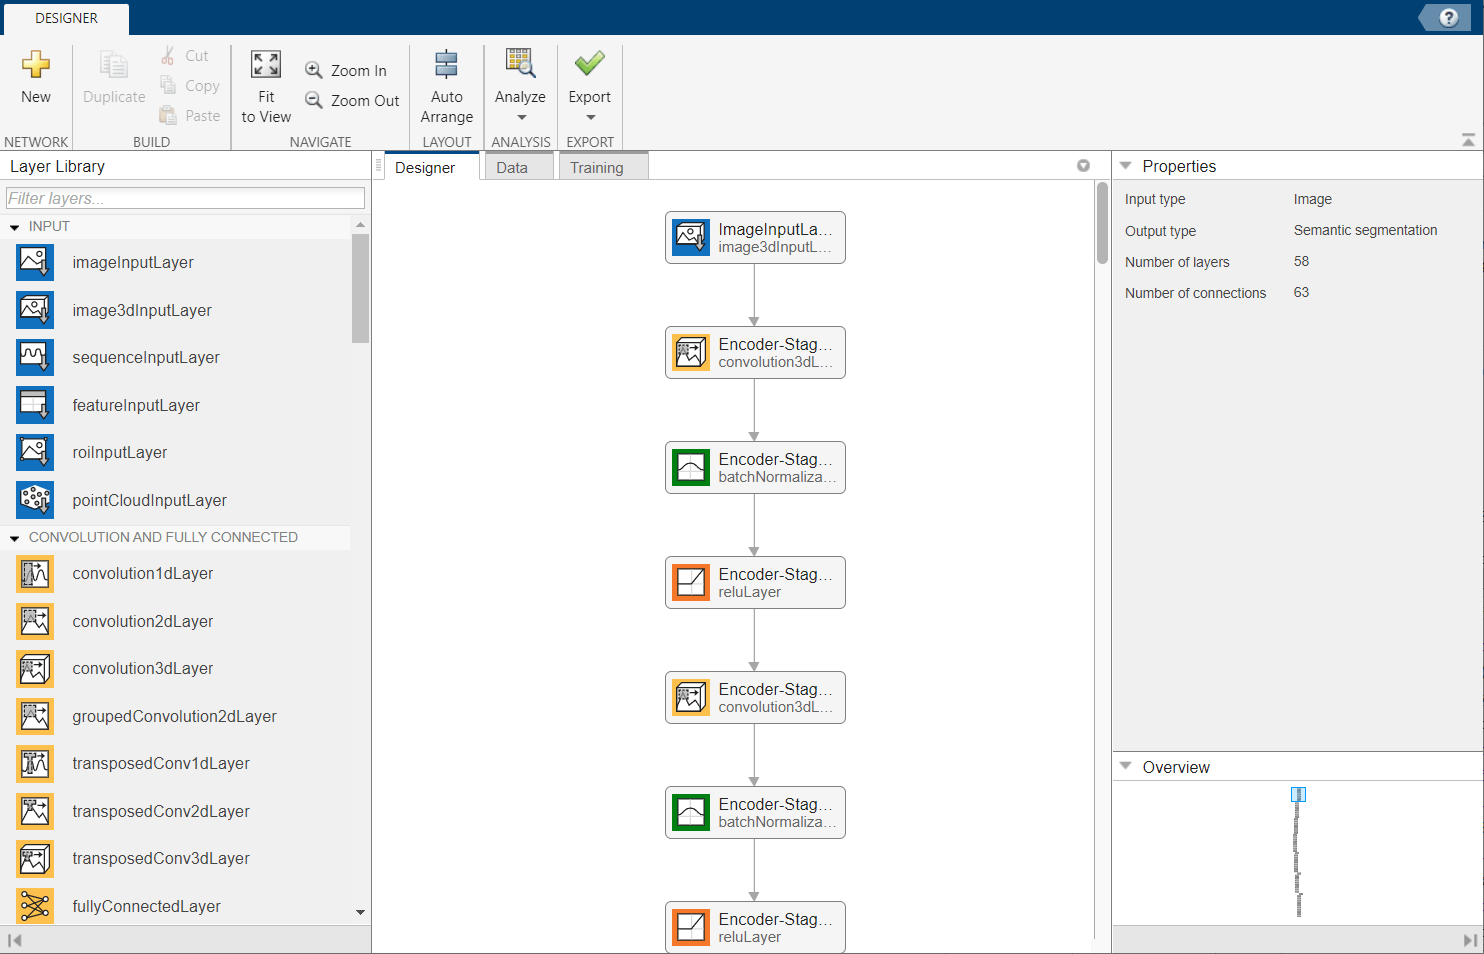 DESIGNER
?
New
Duplicate
Cut
Copy
Paste
Fit
to View
Zoom In
Zoom Out
Auto
Arrange
Analyze
Export
NETWORK
BUILD
NAVIGATE
LAYOUT
ANALYSIS
EXPORT
Layer Library
Filter layers...
INPUT
imageInputLayer
image3dInputLayer
sequenceInputLayer
featureInputLayer
roiInputLayer
pointCloudInputLayer
CONVOLUTION AND FULLY CONNECTED
convolution1dLayer
convolution2dLayer
convolution3dLayer
groupedConvolution2dLayer
transposedConv1dLayer
transposedConv2dLayer
transposedConv3dLayer
fullyConnectedLayer
Designer
Data
Training
ImageInputLa...
image3dInputL...
Encoder-Stag...
convolution3dL...
Encoder-Stag...
batchNormaliza...
Encoder-Stag...
reluLayer
Encoder-Stag...
convolution3dL...
Encoder-Stag...
batchNormaliza...
Encoder-Stag...
reluLayer
Properties
Input type Image
Output type Semantic segmentation
Number of layers 58
Number of connections 63
Overview